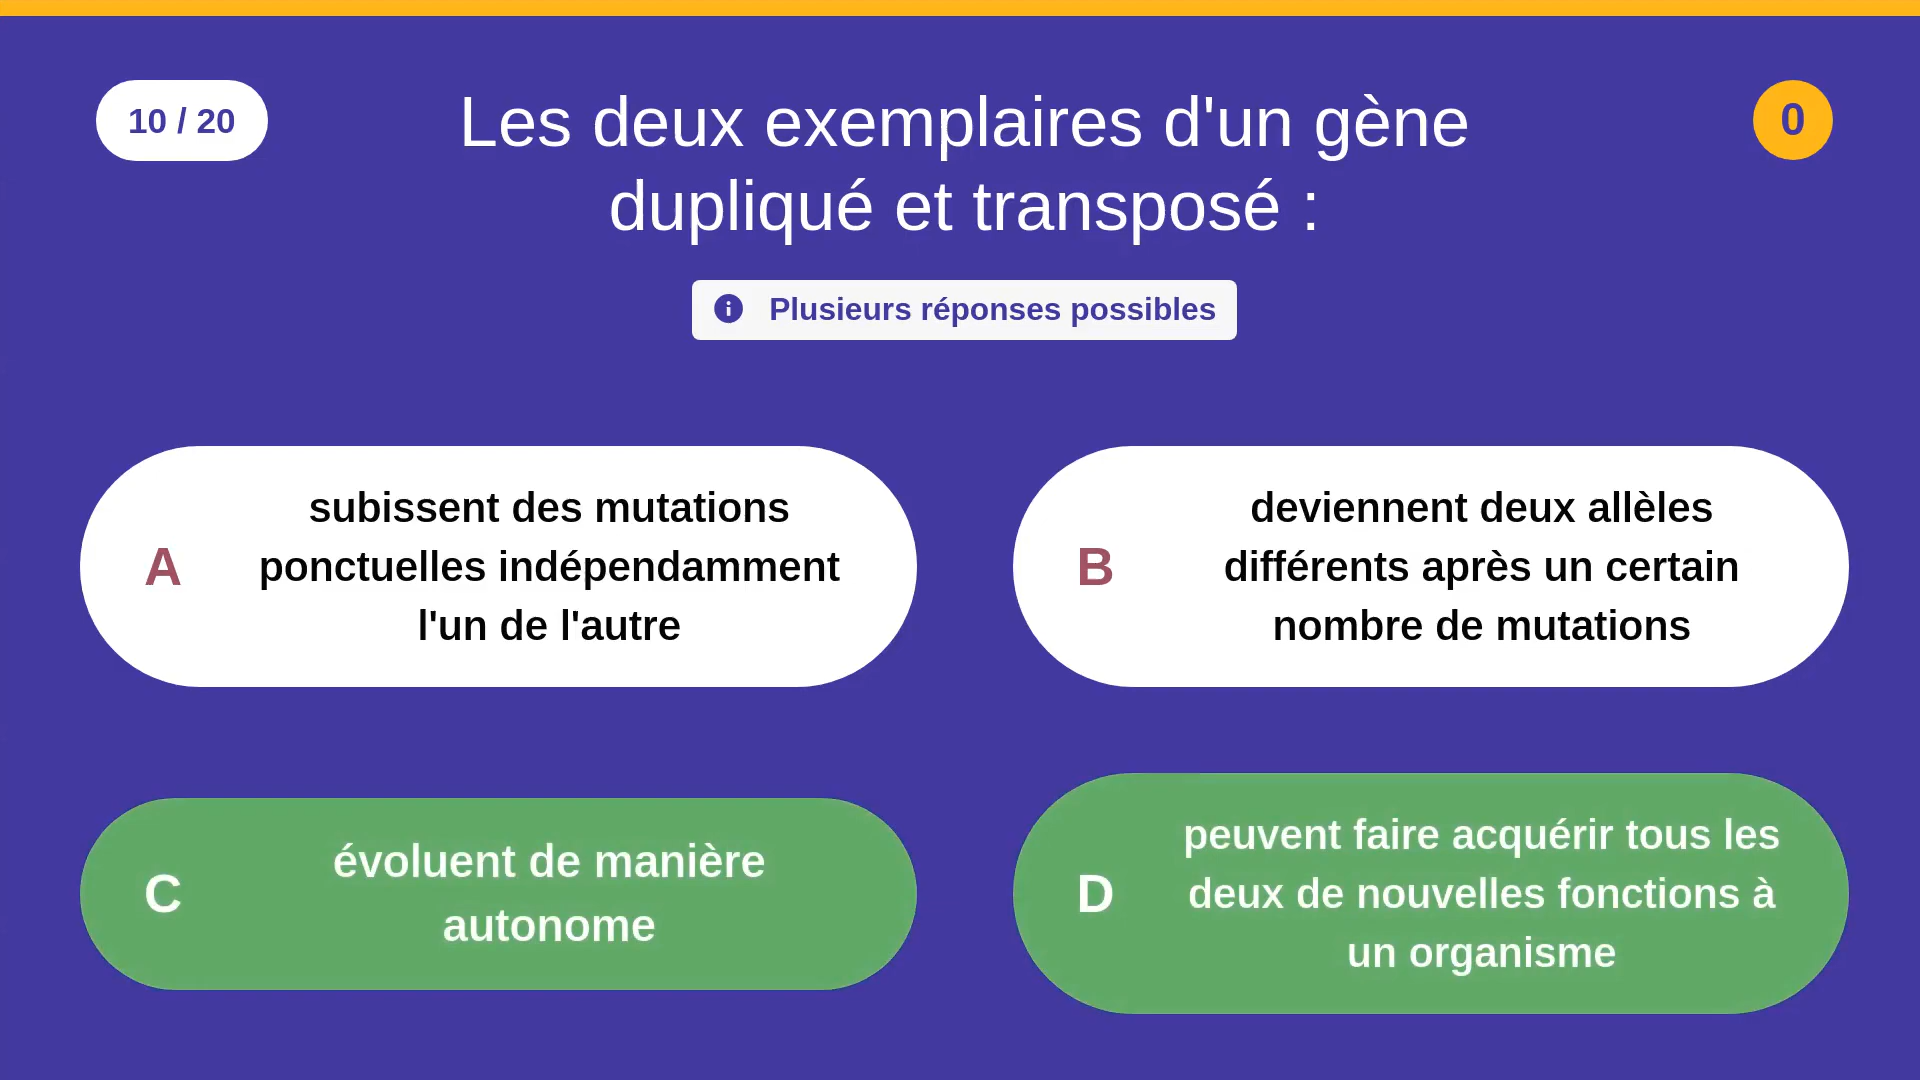 10 / 20
Les deux exemplaires d'un gène
dupliqué et transposé :
0
Plusieurs réponses possibles
A
subissent des mutations
ponctuelles indépendamment
l'un de l'autre
B
deviennent deux allèles
différents après un certain
nombre de mutations
C
évoluent de manière
autonome
D
peuvent faire acquérir tous les
deux de nouvelles fonctions à
un organisme